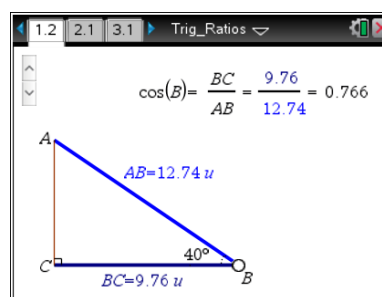 1.2 2.1 3.1 Trig_Ratios
cos(B)= BC/AB = 9.76/12.74 = 0.766
A
AB=12.74 u
40°
C
B
BC=9.76 u